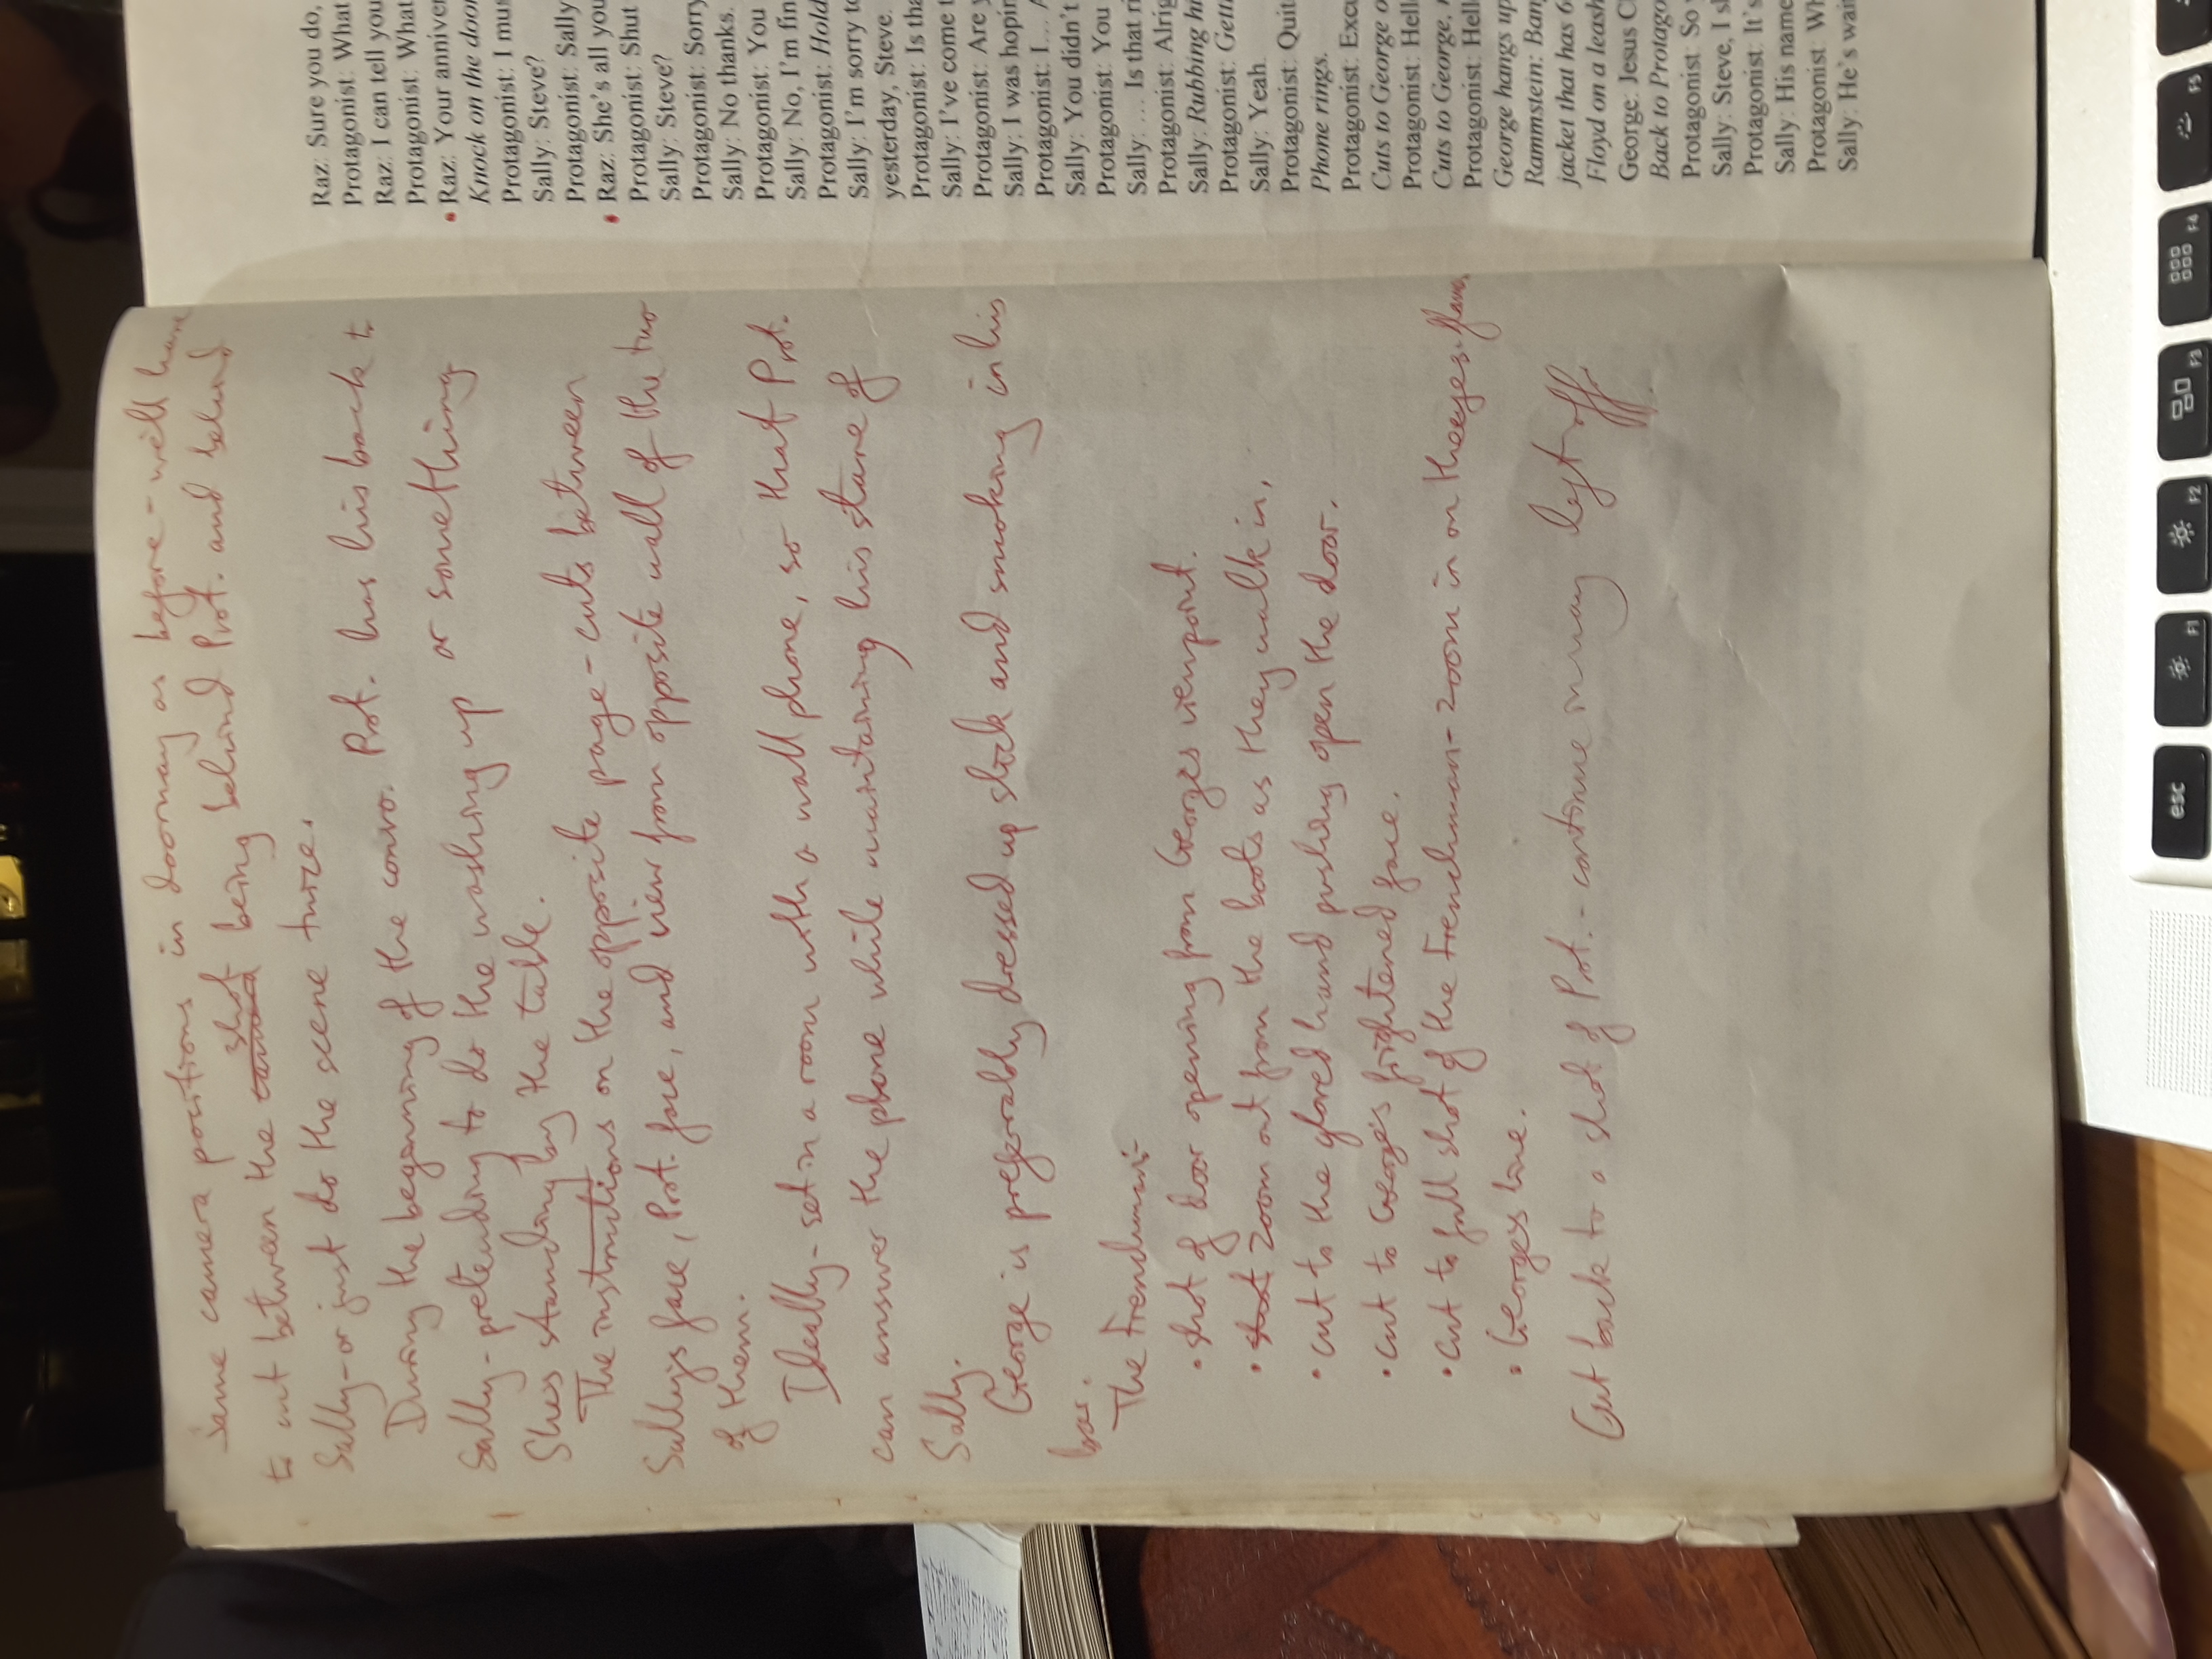 Same camera positions in doorway as before - we'll have
to cut between the camera shot being behind Prot. and behind
Sally - or just do the scene twice.
During the beginning of the convo. Prot. has his back to
Sally - pretending to do the washing up or something
She's standing by the table.
The instructions on the opposite page - cuts between
Sally's face, Prot. face, and view from opposite wall of the two
of them.
Ideally - set in a room with a wall phone, so that Prot.
can answer the phone while maintaining his stare of
Sally.
George is preferrably dressed up slick and smoking in his
bar.
The Frenchman:-
• shot of door opening from George's viewpoint.
• shot zoom out from the boots as they walk in,
• cut to the gloved hand pushing open the door.
• cut to George's frightened face.
• cut to full shot of the Frenchman - zoom in on the eyes.
• George's line.
Cut back to a shot of Prot. - continue in way left off.
Raz: Sure you do,
Protagonist: What
Raz: I can tell you
Protagonist: What
• Raz: Your anniver
Knock on the door
Protagonist: I mus
Sally: Steve?
Protagonist: Sally
• Raz: She's all you
Protagonist: Shut
Sally: Steve?
Protagonist: Sorry
Sally: No thanks.
Protagonist: You
Sally: No, I'm fin
Protagonist: Hold
Sally: I'm sorry to
yesterday, Steve.
Protagonist: Is tha
Sally: I've come t
Protagonist: Are y
Sally: I was hopin
Protagonist: I... A
Sally: You didn't
Protagonist: You
Sally: ... Is that ri
Protagonist: Alrig
Sally: Rubbing hi
Protagonist: Getti
Sally: Yeah.
Protagonist: Quit
Phone rings.
Protagonist: Excu
Cuts to George o
Protagonist: Hell
Cuts to George,
Protagonist: Hell
George hangs up
Rammstein: Ban
jacket that has 6
Floyd on a leash
George: Jesus C
Back to Protago
Protagonist: So
Sally: Steve, I s
Protagonist: It's
Sally: His name
Protagonist: Wh
Sally: He's wait
esc F1 F2 F3 F4 F5